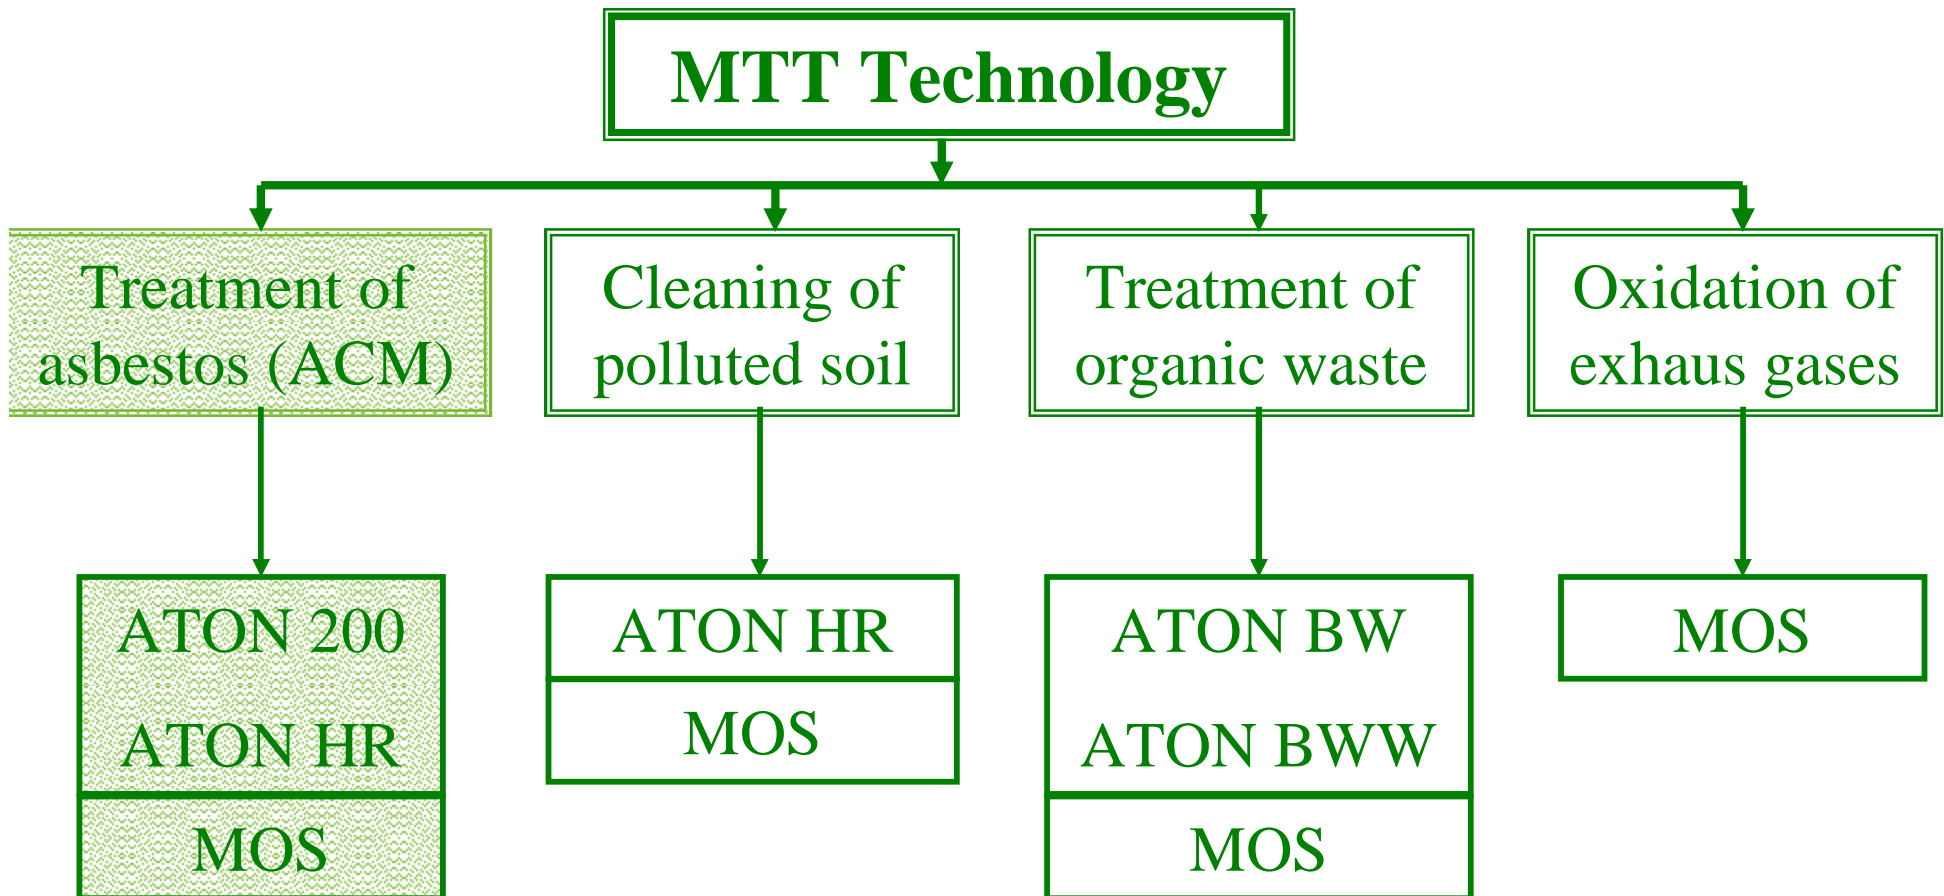 MTT Technology
Treatment of
asbestos (ACM)
Cleaning of
polluted soil
Treatment of
organic waste
Oxidation of
exhaus gases
ATON 200
ATON HR
MOS
ATON HR
MOS
ATON BW
ATON BWW
MOS
MOS